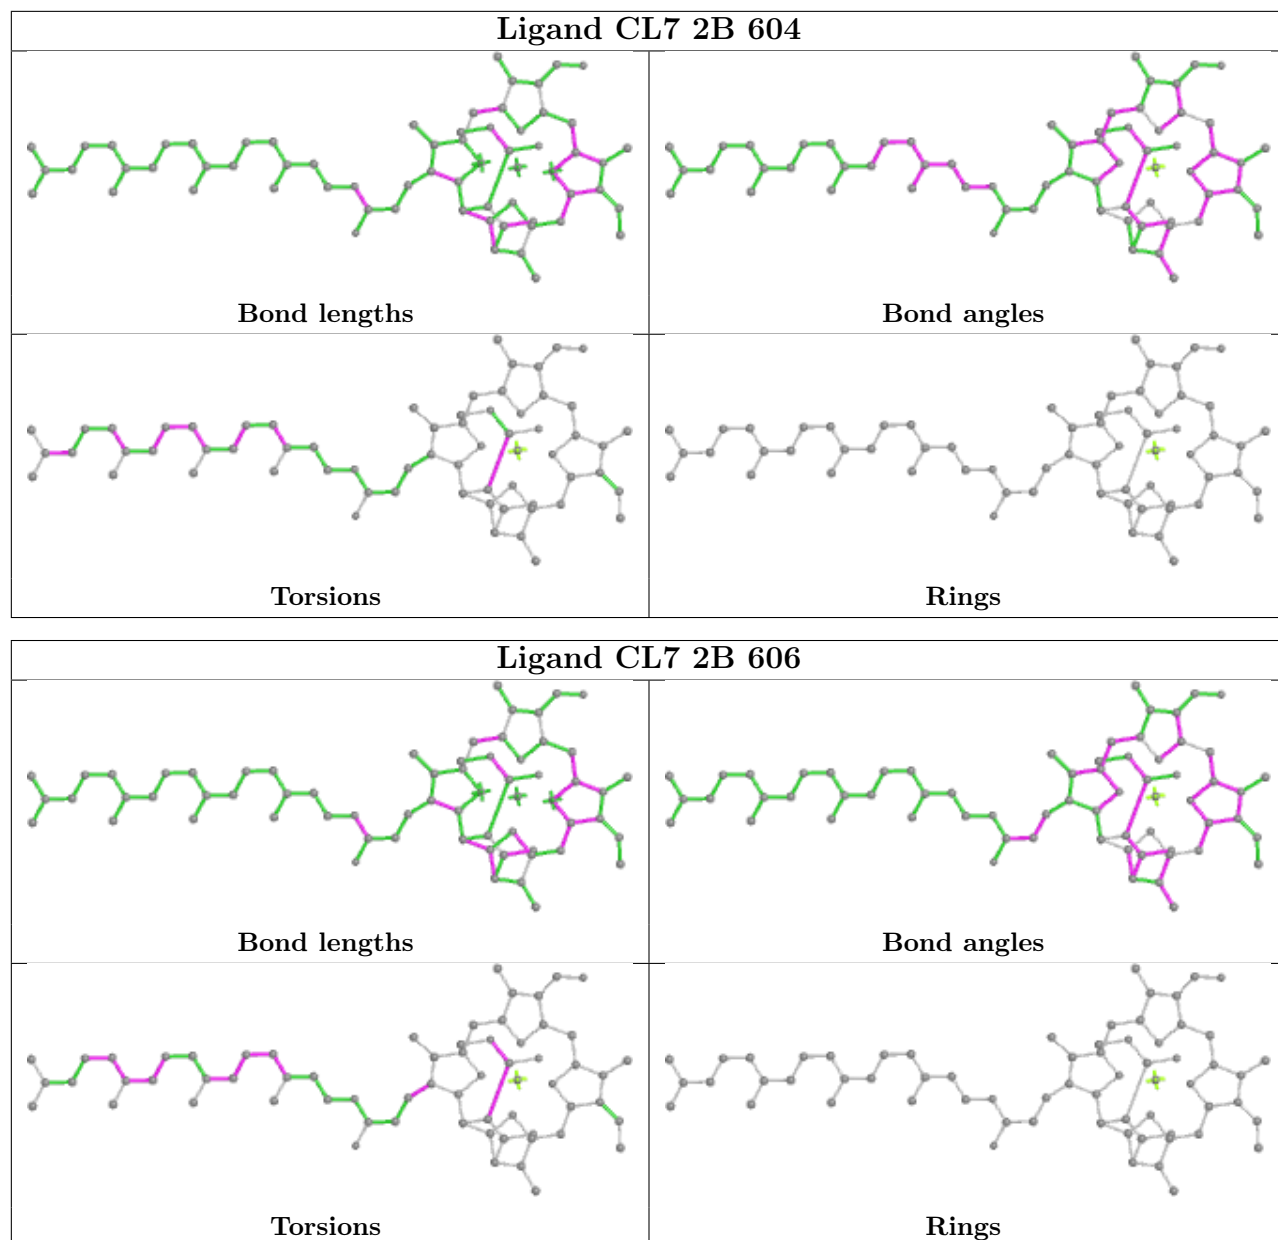 Ligand CL7 2B 604
Bond lengths
Bond angles
Torsions
Rings
Ligand CL7 2B 606
Bond lengths
Bond angles
Torsions
Rings